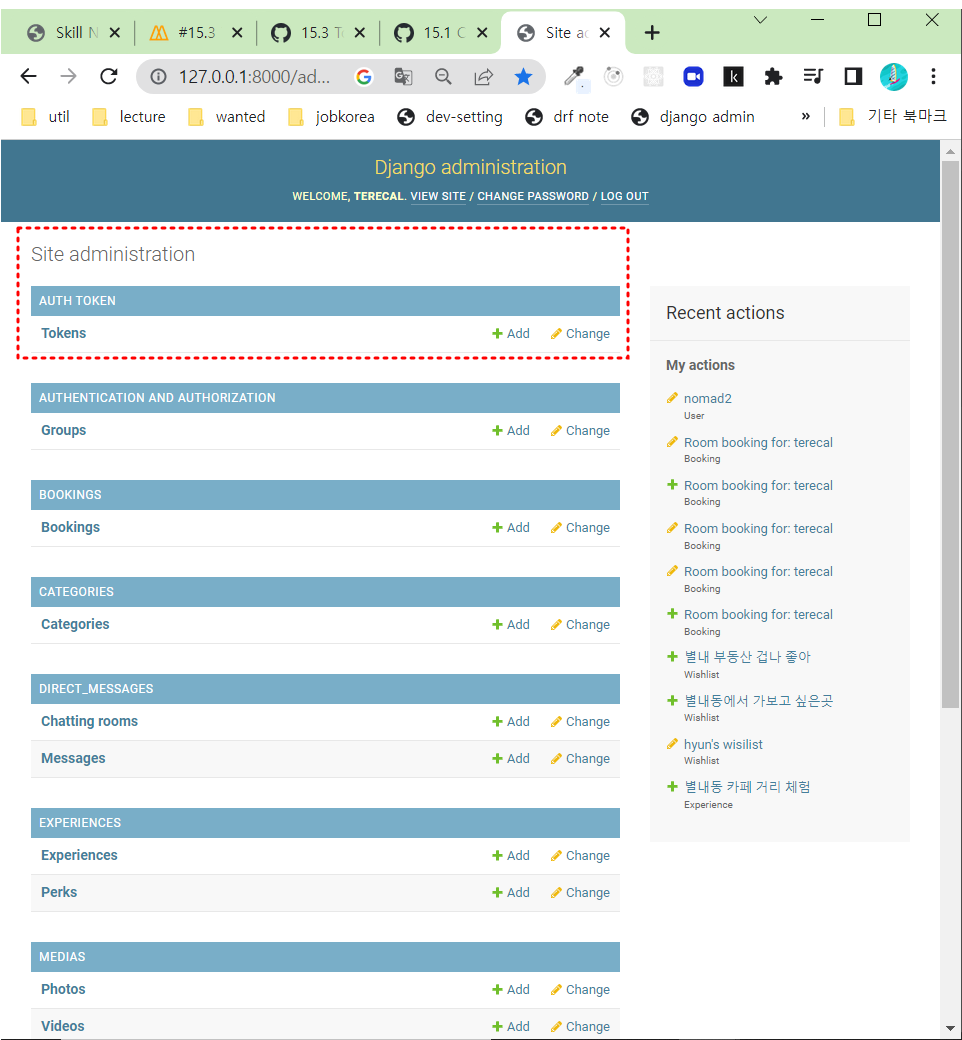 Skill N
#15.3
15.3 T
15.1 C
Site ac
127.0.0.1:8000/ad...
util
lecture
wanted
jobkorea
dev-setting
drf note
django admin
»
기타 북마크
Django administration
WELCOME, TERECAL. VIEW SITE / CHANGE PASSWORD / LOG OUT
Site administration
AUTH TOKEN
Tokens Add Change
AUTHENTICATION AND AUTHORIZATION
Groups Add Change
BOOKINGS
Bookings Add Change
CATEGORIES
Categories Add Change
DIRECT_MESSAGES
Chatting rooms Add Change
Messages Add Change
EXPERIENCES
Experiences Add Change
Perks Add Change
MEDIAS
Photos Add Change
Videos Add Change
Recent actions
My actions
nomad2
User
Room booking for: terecal
Booking
Room booking for: terecal
Booking
Room booking for: terecal
Booking
Room booking for: terecal
Booking
Room booking for: terecal
Booking
별내 부동산 겁나 좋아
Wishlist
별내동에서 가보고 싶은곳
Wishlist
hyun's wisilist
Wishlist
별내동 카페 거리 체험
Experience